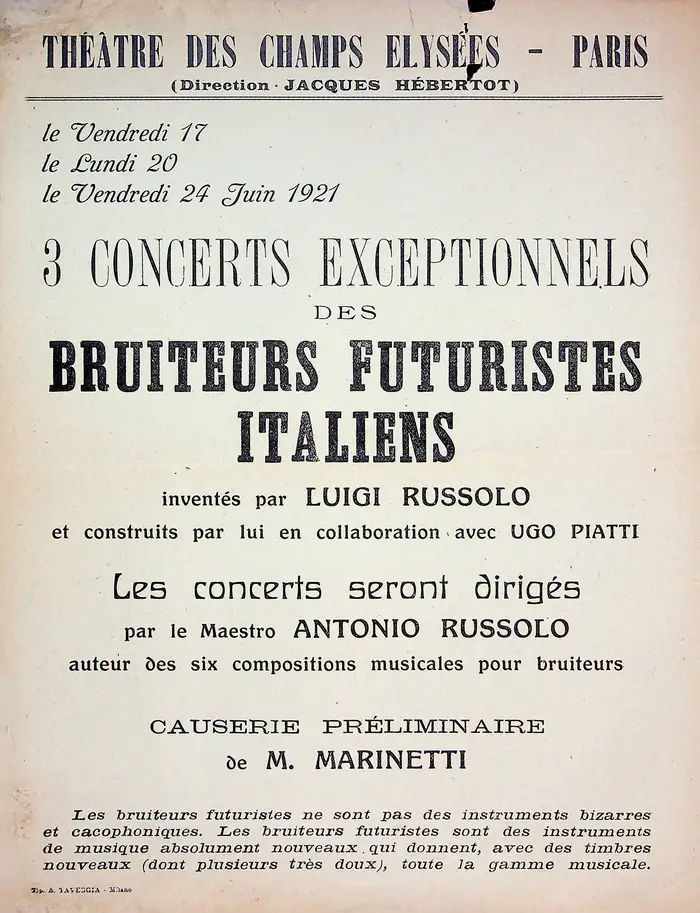 THÉÂTRE DES CHAMPS ELYSÉES - PARIS
(Direction · JACQUES HÉBERTOT)
le Vendredi 17
le Lundi 20
le Vendredi 24 Juin 1921
3 CONCERTS EXCEPTIONNELS
DES
BRUITEURS FUTURISTES
ITALIENS
inventés par LUIGI RUSSOLO
et construits par lui en collaboration avec UGO PIATTI
Les concerts seront dirigés
par le Maestro ANTONIO RUSSOLO
auteur des six compositions musicales pour bruiteurs
CAUSERIE PRÉLIMINAIRE
de M. MARINETTI
Les bruiteurs futuristes ne sont pas des instruments bizarres
et cacophoniques. Les bruiteurs futuristes sont des instruments
de musique absolument nouveaux qui donnent, avec des timbres
nouveaux (dont plusieurs très doux), toute la gamme musicale.
Tip. A. TAVEGGIA - Milano